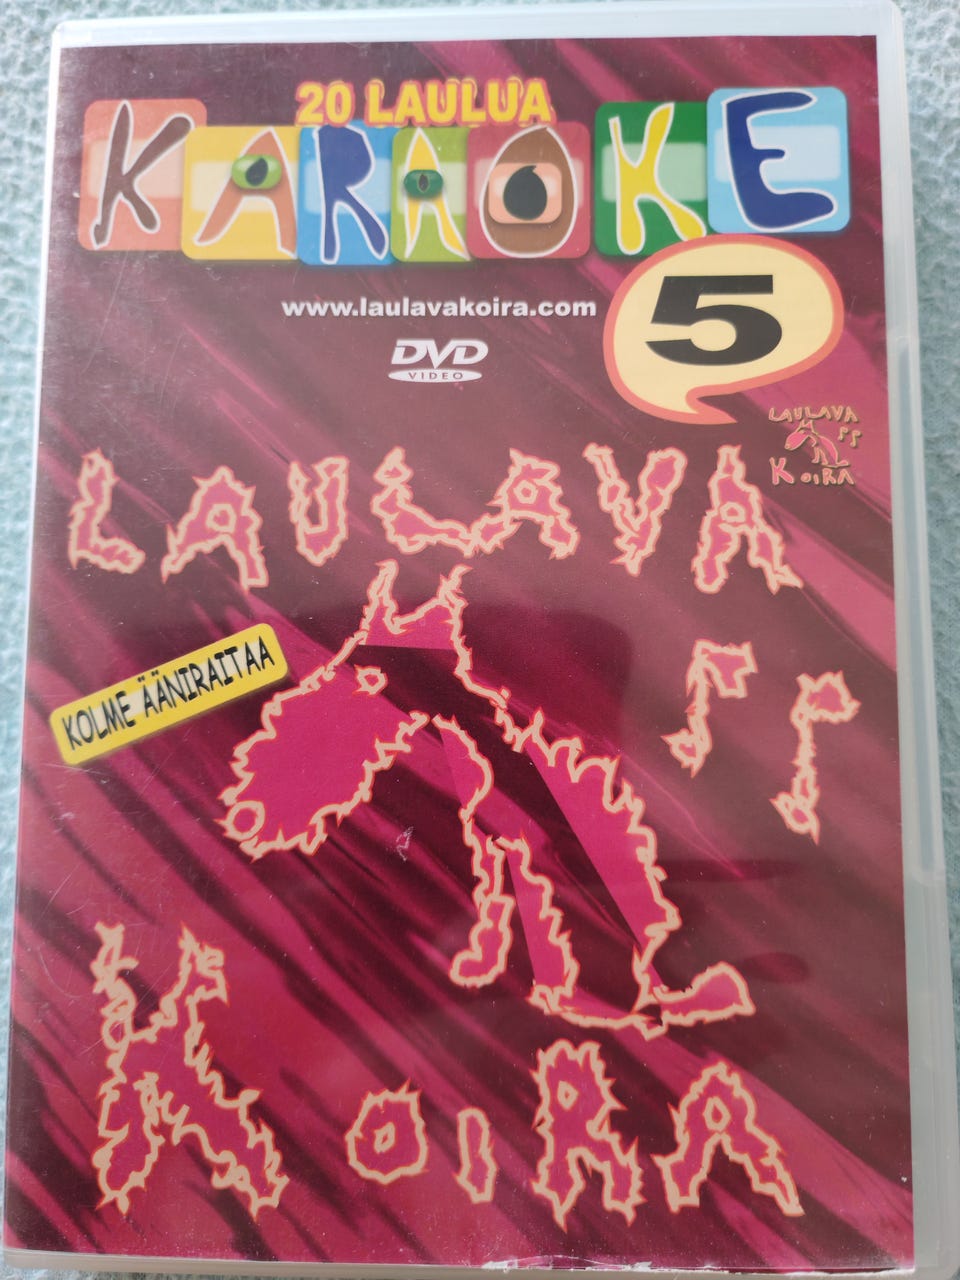 20 LAULUA
KARAOKE
5
www.laulavakoira.com
DVD
VIDEO
LAULAVA
KOIRA
LAULAVA
KOLME ÄÄNIRAITAA
KOIRA